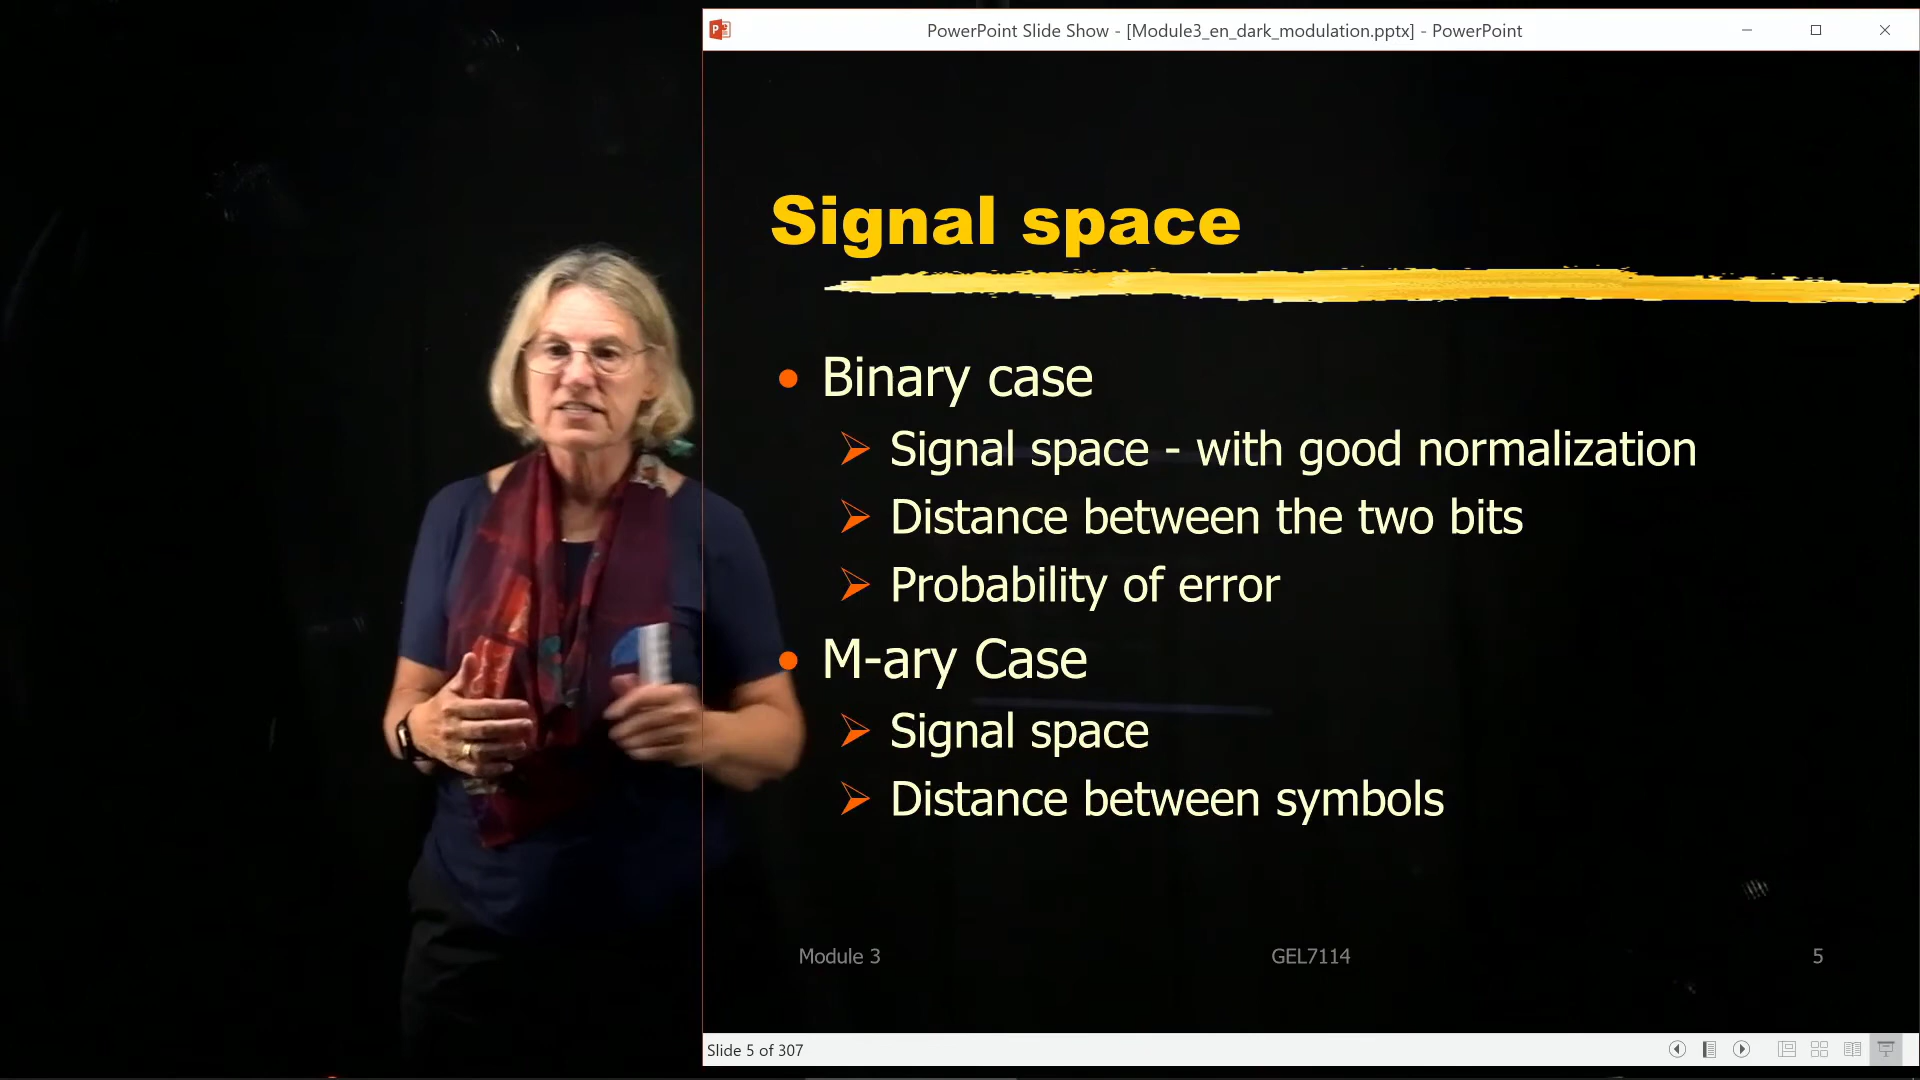 PowerPoint Slide Show - [Module3_en_dark_modulation.pptx] - PowerPoint
Signal space
Binary case
Signal space - with good normalization
Distance between the two bits
Probability of error
M-ary Case
Signal space
Distance between symbols
Module 3 GEL7114 5
Slide 5 of 307